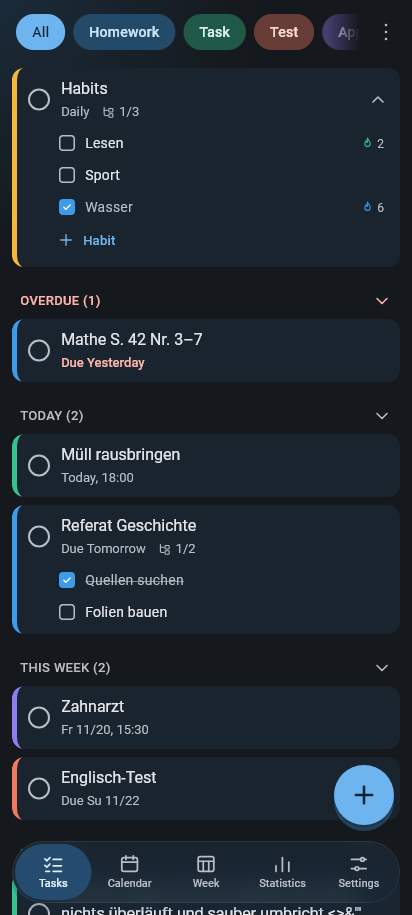 All Homework Task Test
Habits
Daily 1/3
Lesen 2
Sport
Wasser 6
Habit
OVERDUE (1)
Mathe S. 42 Nr. 3–7
Due Yesterday
TODAY (2)
Müll rausbringen
Today, 18:00
Referat Geschichte
Due Tomorrow 1/2
Quellen suchen
Folien bauen
THIS WEEK (2)
Zahnarzt
Fr 11/20, 15:30
Englisch-Test
Due Su 11/22
Tasks Calendar Week Statistics Settings
nichts überläuft und sauber umbricht <>&"'